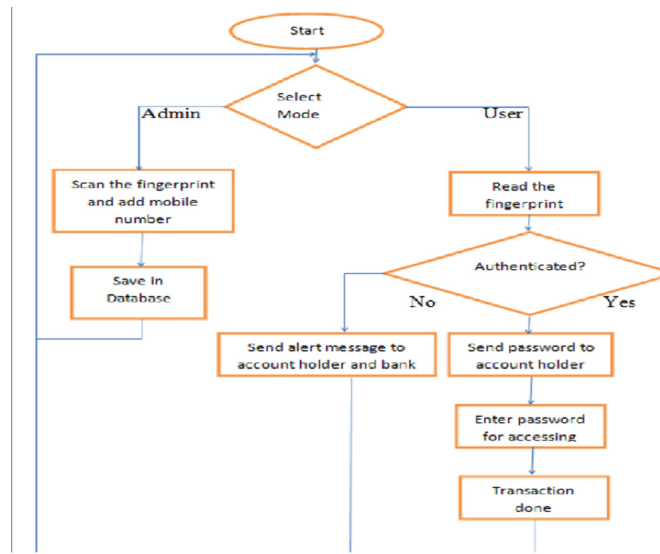 Start
Select
Mode
Admin
User
Scan the fingerprint
and add mobile
number
Read the
fingerprint
Save in
Database
Authenticated?
No
Yes
Send alert message to
account holder and bank
Send password to
account holder
Enter password
for accessing
Transaction
done